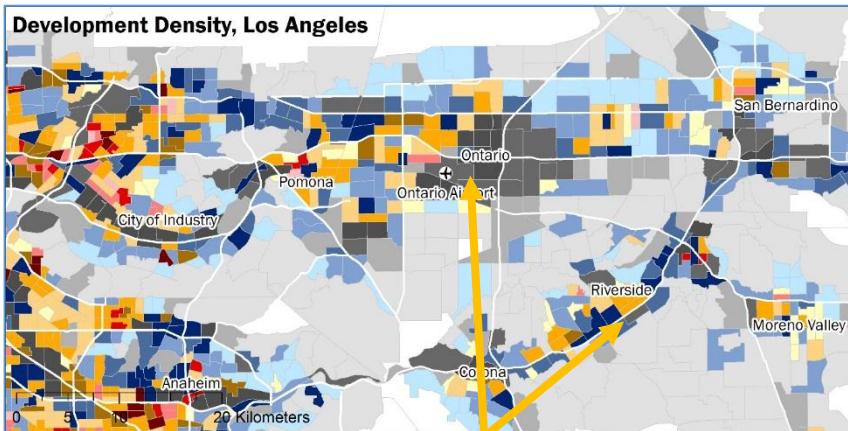 Development Density, Los Angeles
San Bernardino
Ontario
Pomona
Ontario Airport
City of Industry
Riverside
Moreno Valley
Corona
Anaheim
0 5 10 20 Kilometers